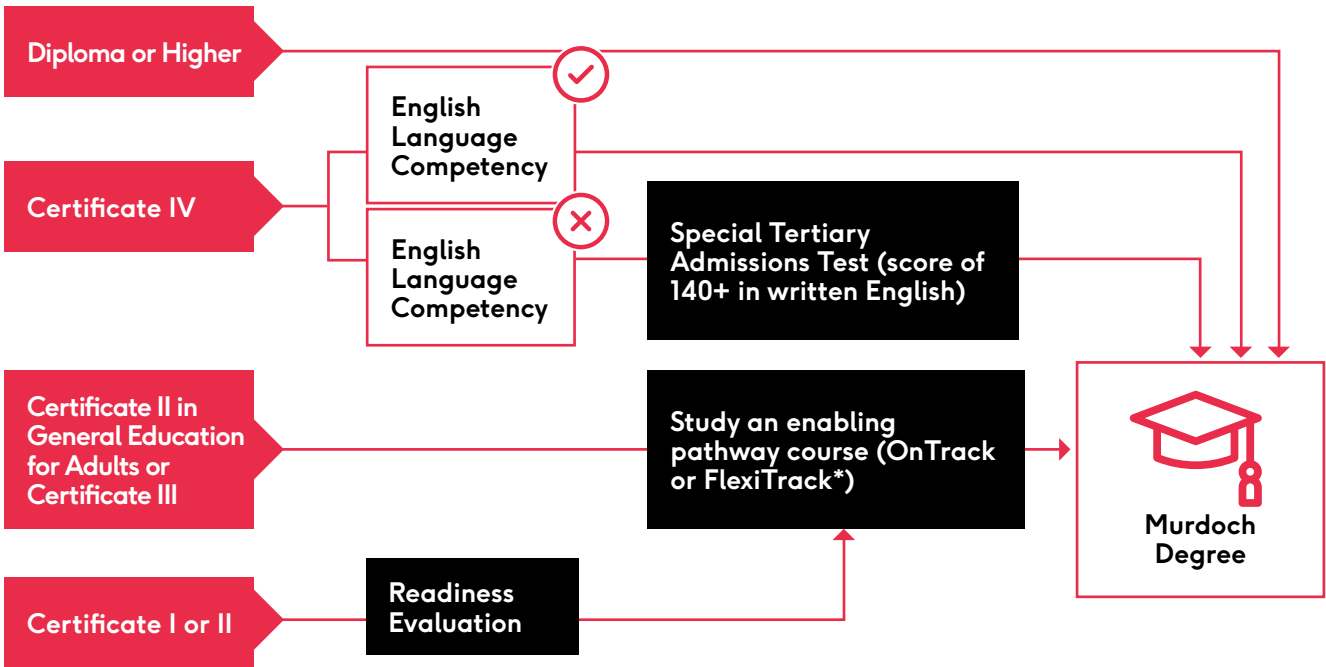 Diploma or Higher
English
Language
Competency
Certificate IV
English
Language
Competency
Special Tertiary
Admissions Test (score of
140+ in written English)
Certificate II in
General Education
for Adults or
Certificate III
Study an enabling
pathway course (OnTrack
or FlexiTrack*)
Murdoch
Degree
Certificate I or II
Readiness
Evaluation